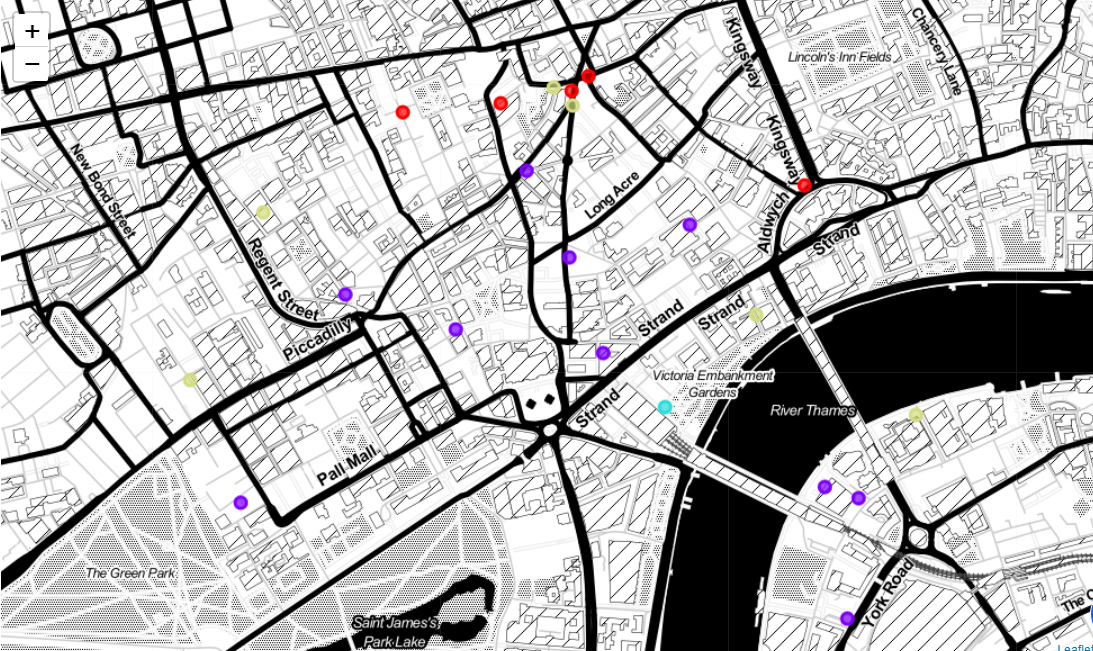 +
−
Kingsway
Chancery Lane
Lincoln's Inn Fields
New Bond Street
Kingsway
Long Acre
Aldwych
Strand
Regent Street
Strand
Strand
Piccadilly
Victoria Embankment
Gardens
Strand
River Thames
Pall Mall
The Green Park
York Road
Saint James's
Park Lake
Leaflet